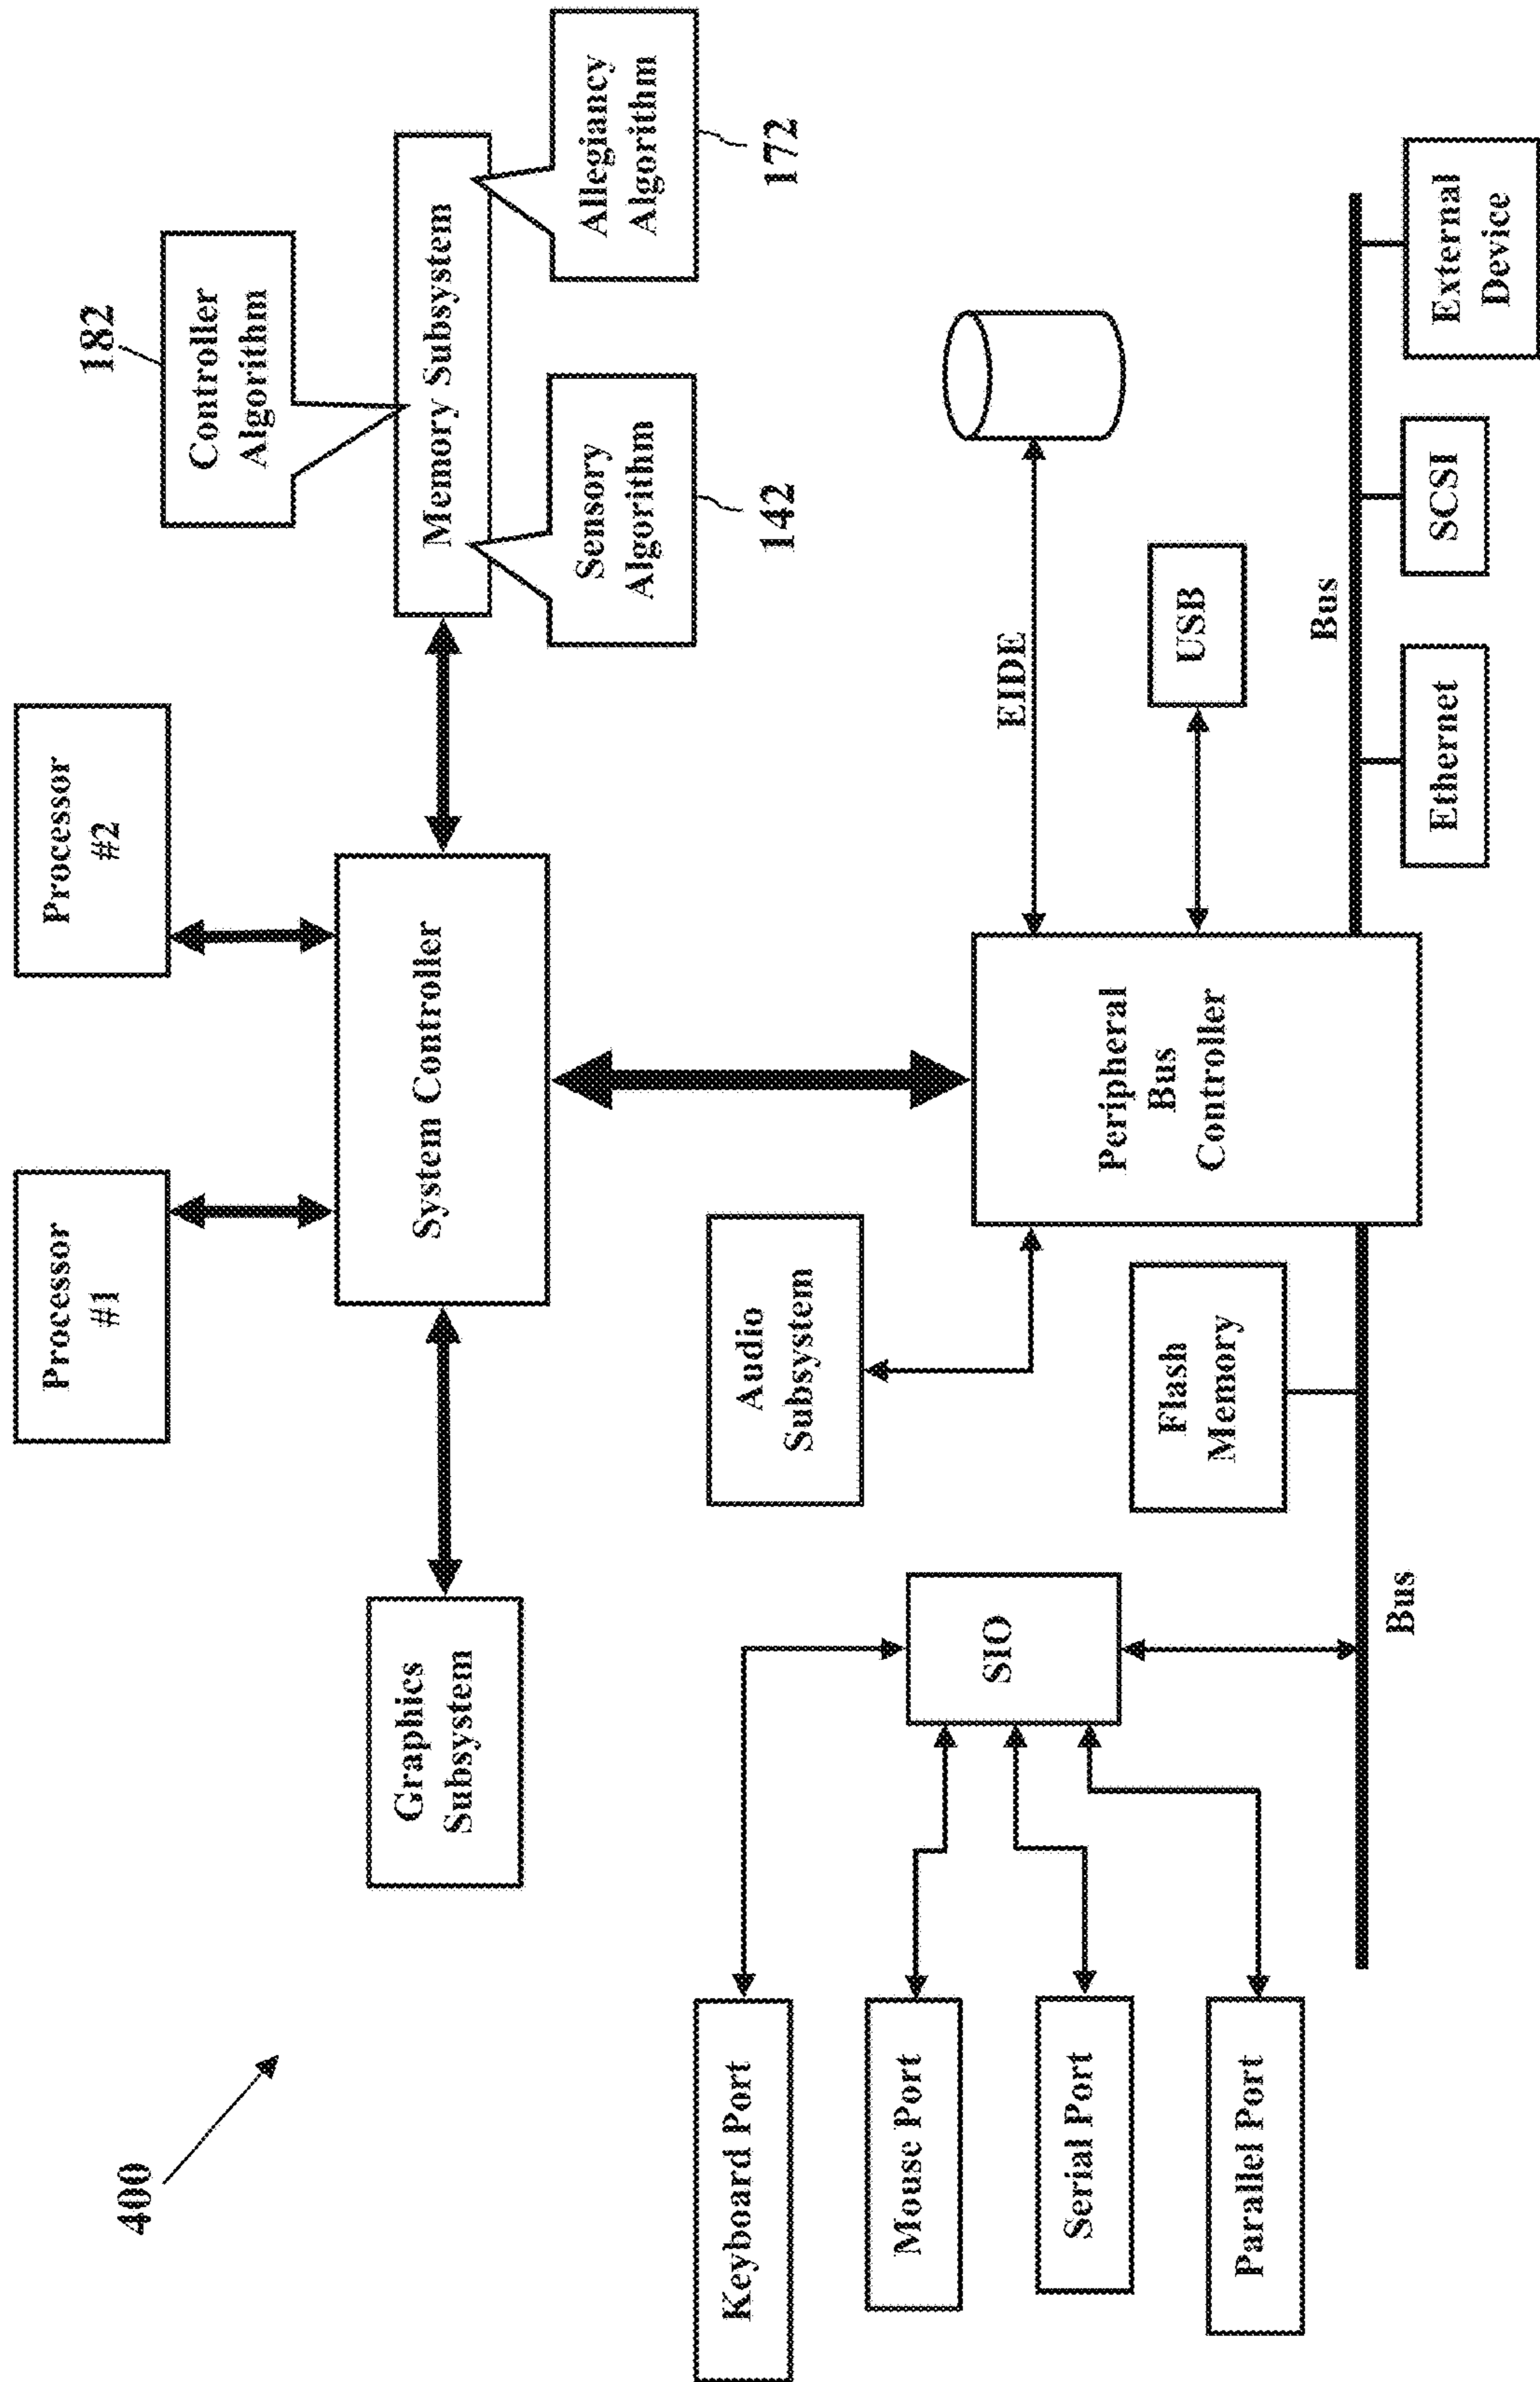 400
Processor
#1
Processor
#2
182
Controller
Algorithm
Graphics
Subsystem
System Controller
Memory Subsystem
Sensory
Algorithm
142
Allegiancy
Algorithm
172
Keyboard Port
Mouse Port
Serial Port
Parallel Port
SIO
Audio
Subsystem
Flash
Memory
Bus
Peripheral
Bus
Controller
EIDE
USB
Bus
Ethernet
SCSI
External
Device